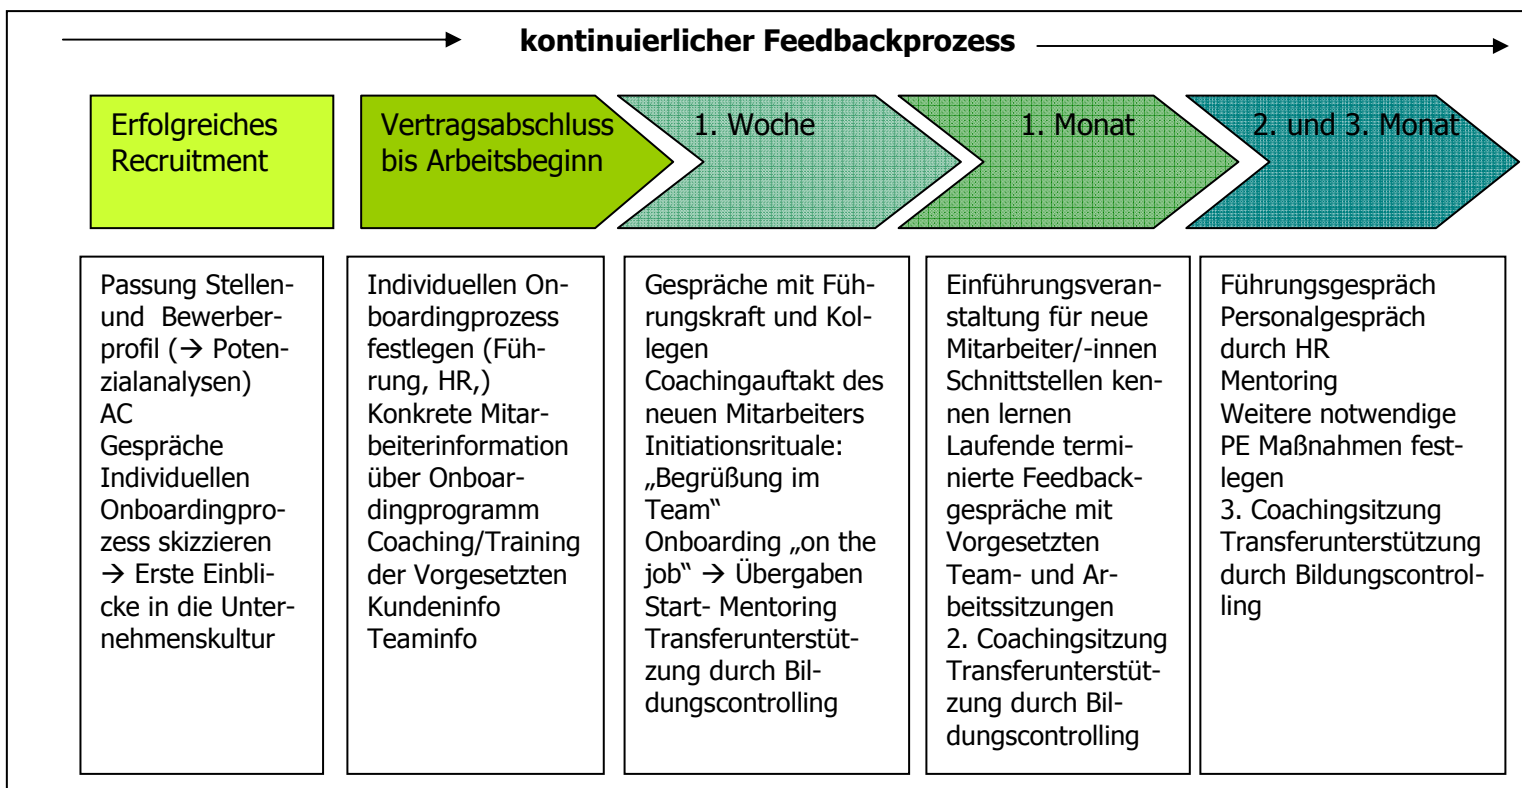 kontinuierlicher Feedbackprozess
Erfolgreiches
Recruitment
Vertragsabschluss
bis Arbeitsbeginn
1. Woche
1. Monat
2. und 3. Monat
Passung Stellen-
und Bewerber-
profil (→ Poten-
zialanalysen)
AC
Gespräche
Individuellen
Onboardingpro-
zess skizzieren
→ Erste Einbli-
cke in die Unter-
nehmenskultur
Individuellen On-
boardingprozess
festlegen (Füh-
rung, HR,)
Konkrete Mitar-
beiterinformation
über Onboar-
dingprogramm
Coaching/Training
der Vorgesetzten
Kundeninfo
Teaminfo
Gespräche mit Füh-
rungskraft und Kol-
legen
Coachingauftakt des
neuen Mitarbeiters
Initiationsrituale:
„Begrüßung im
Team“
Onboarding „on the
job“ → Übergaben
Start- Mentoring
Transferunterstüt-
zung durch Bil-
dungscontrolling
Einführungsveran-
staltung für neue
Mitarbeiter/-innen
Schnittstellen ken-
nen lernen
Laufende termi-
nierte Feedback-
gespräche mit
Vorgesetzten
Team- und Ar-
beitssitzungen
2. Coachingsitzung
Transferunterstüt-
zung durch Bil-
dungscontrolling
Führungsgespräch
Personalgespräch
durch HR
Mentoring
Weitere notwendige
PE Maßnahmen fest-
legen
3. Coachingsitzung
Transferunterstützung
durch Bildungscontrol-
ling